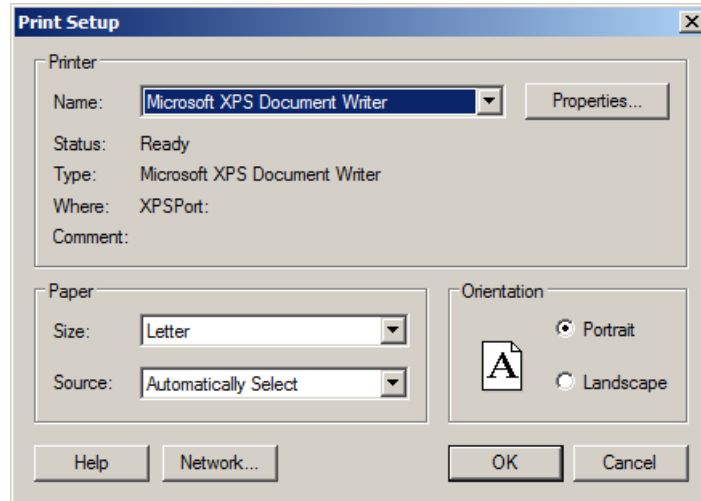 Print Setup
Printer
Name: Microsoft XPS Document Writer Properties...
Status: Ready
Type: Microsoft XPS Document Writer
Where: XPSPort:
Comment:
Paper
Size: Letter
Source: Automatically Select
Orientation
A
Portrait
Landscape
Help Network... OK Cancel